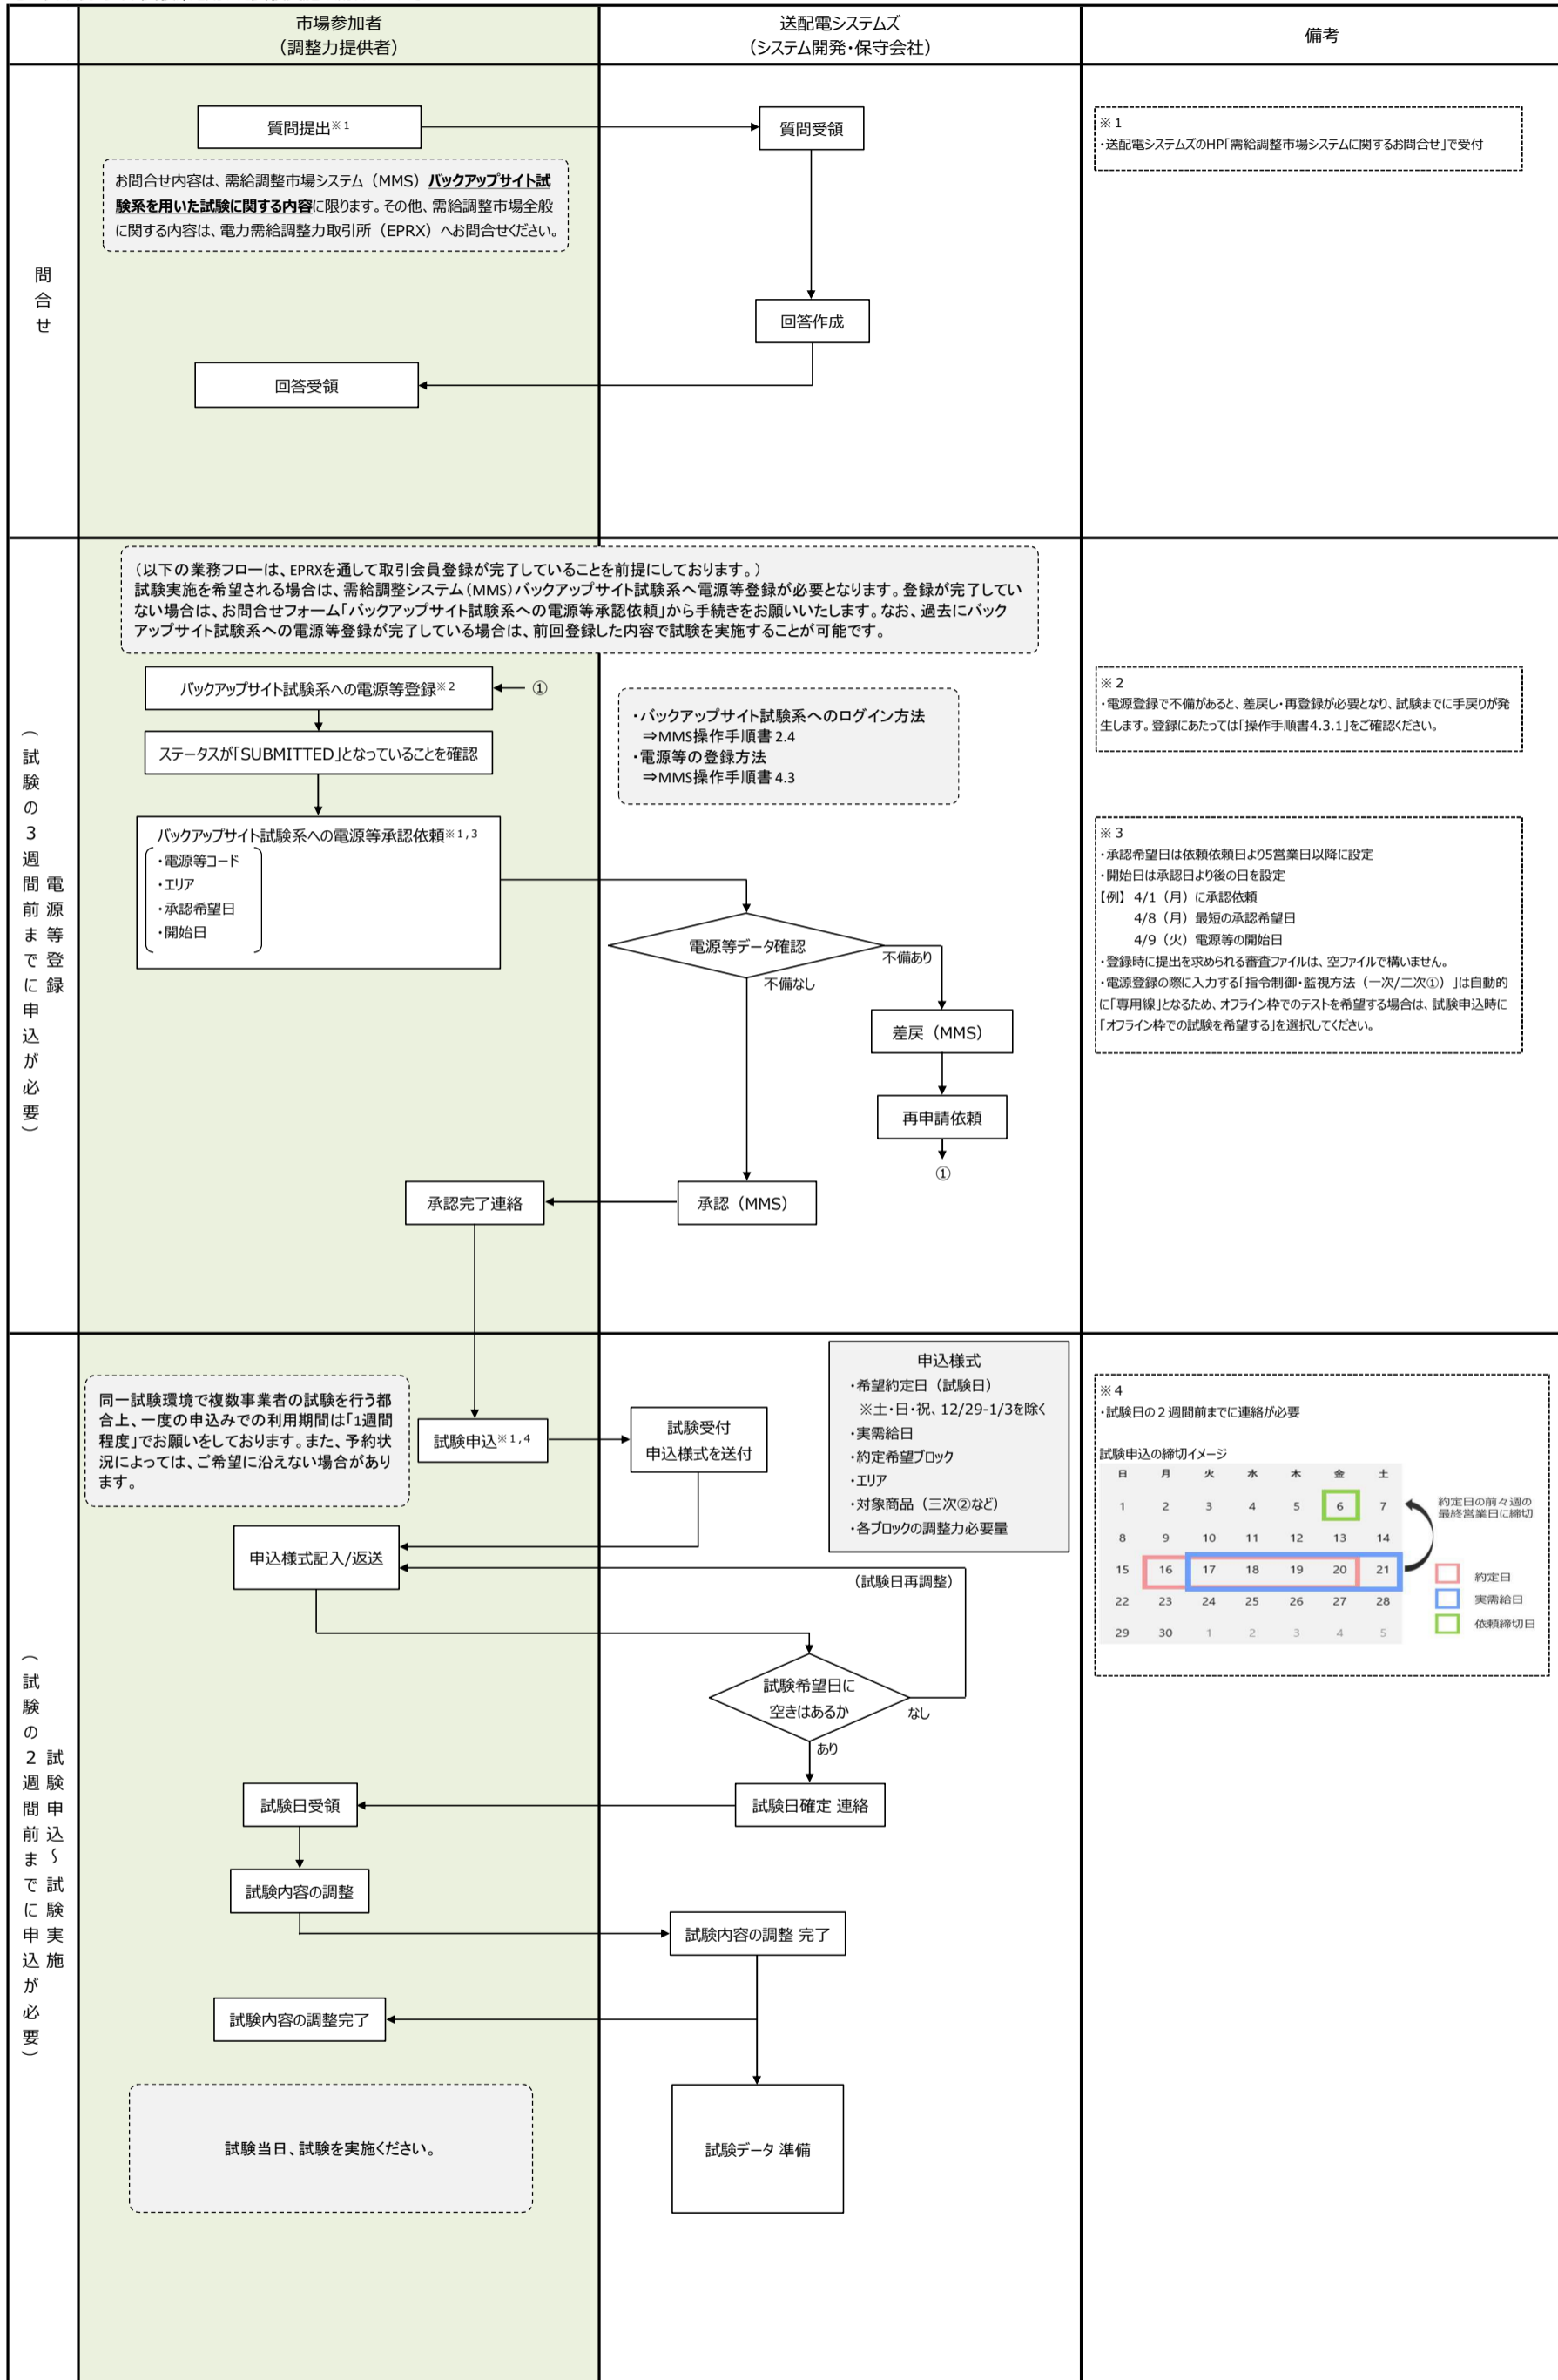 市場参加者
（調整力提供者）
送配電システムズ
（システム開発・保守会社）
備考
問合せ
質問提出※1
質問受領
お問合せ内容は、需給調整市場システム（MMS）バックアップサイト試
験系を用いた試験に関する内容に限ります。その他、需給調整市場全般
に関する内容は、電力需給調整力取引所（EPRX）へお問合せください。
回答作成
回答受領
※1
・送配電システムズのHP「需給調整市場システムに関するお問合せ」で受付
電源等登録
（試験の3週間前までに申込が必要）
（以下の業務フローは、EPRXを通して取引会員登録が完了していることを前提にしております。）
試験実施を希望される場合は、需給調整システム（MMS）バックアップサイト試験系へ電源等登録が必要となります。登録が完了してい
ない場合は、お問合せフォーム「バックアップサイト試験系への電源等承認依頼」から手続きをお願いいたします。なお、過去にバック
アップサイト試験系への電源等登録が完了している場合は、前回登録した内容で試験を実施することが可能です。
バックアップサイト試験系への電源等登録※2
①
ステータスが「SUBMITTED」となっていることを確認
・バックアップサイト試験系へのログイン方法
⇒MMS操作手順書2.4
・電源等の登録方法
⇒MMS操作手順書4.3
バックアップサイト試験系への電源等承認依頼※1,3
・電源等コード
・エリア
・承認希望日
・開始日
電源等データ確認
不備あり
不備なし
差戻（MMS）
再申請依頼
①
承認完了連絡
承認（MMS）
※2
・電源登録で不備があると、差戻し・再登録が必要となり、試験までに手戻りが発
生します。登録にあたっては「操作手順書4.3.1」をご確認ください。
※3
・承認希望日は依頼依頼日より5営業日以降に設定
・開始日は承認日より後の日を設定
【例】 4/1（月）に承認依頼
4/8（月）最短の承認希望日
4/9（火）電源等の開始日
・登録時に提出を求められる審査ファイルは、空ファイルで構いません。
・電源登録の際に入力する「指令制御・監視方法（一次/二次①）」は自動的
に「専用線」となるため、オフライン枠でのテストを希望する場合は、試験申込時に
「オフライン枠での試験を希望する」を選択してください。
試験申込～試験実施
（試験の2週間前までに申込が必要）
同一試験環境で複数事業者の試験を行う都
合上、一度の申込みでの利用期間は「1週間
程度」でお願いをしております。また、予約状
況によっては、ご希望に沿えない場合があり
ます。
試験申込※1,4
試験受付
申込様式を送付
申込様式
・希望約定日（試験日）
※土・日・祝、12/29-1/3を除く
・実需給日
・約定希望ブロック
・エリア
・対象商品（三次②など）
・各ブロックの調整力必要量
申込様式記入/返送
（試験日再調整）
試験希望日に
空きはあるか
なし
あり
試験日受領
試験日確定 連絡
試験内容の調整
試験内容の調整 完了
試験内容の調整完了
試験当日、試験を実施ください。
試験データ 準備
※4
・試験日の2週間前までに連絡が必要
試験申込の締切イメージ
日 月 火 水 木 金 土
1 2 3 4 5 6 7
8 9 10 11 12 13 14
15 16 17 18 19 20 21
22 23 24 25 26 27 28
29 30 1 2 3 4 5
約定日の前々週の
最終営業日に締切
約定日
実需給日
依頼締切日